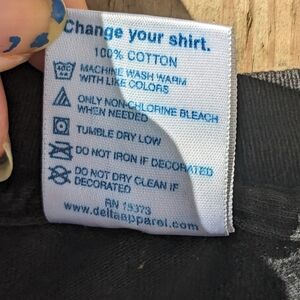 Change your shirt.
100% COTTON
MACHINE WASH WARM
WITH LIKE COLORS
ONLY NON-CHLORINE BLEACH
WHEN NEEDED
TUMBLE DRY LOW
DO NOT IRON IF DECORATED
DO NOT DRY CLEAN IF
DECORATED
RN 15373
www.deltaapparel.com